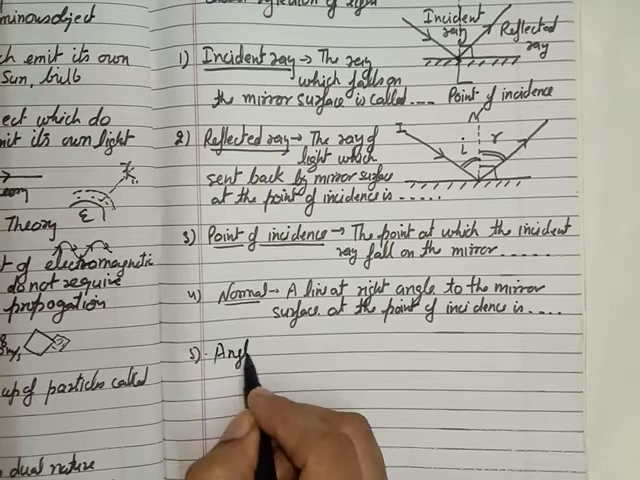 minous object
ch emit its own
Sun, bulb
ect which do
mit its own light
Theory
t of electromagnetic
do not require
propogation
up of particles called
dual nature
Incident
ray
Reflected
ray
1) Incident ray → The ray
which falls on
the mirror surface is called....
Point of incidence
2) Reflected ray → The ray of
light which
sent back by mirror surface
at the point of incidence is .....
I
N
i
r
3) Point of incidence → The point at which the incident
ray fall on the mirror......
4) Normal → A line at right angle to the mirror
surface at the point of incidence is....
5). Angl